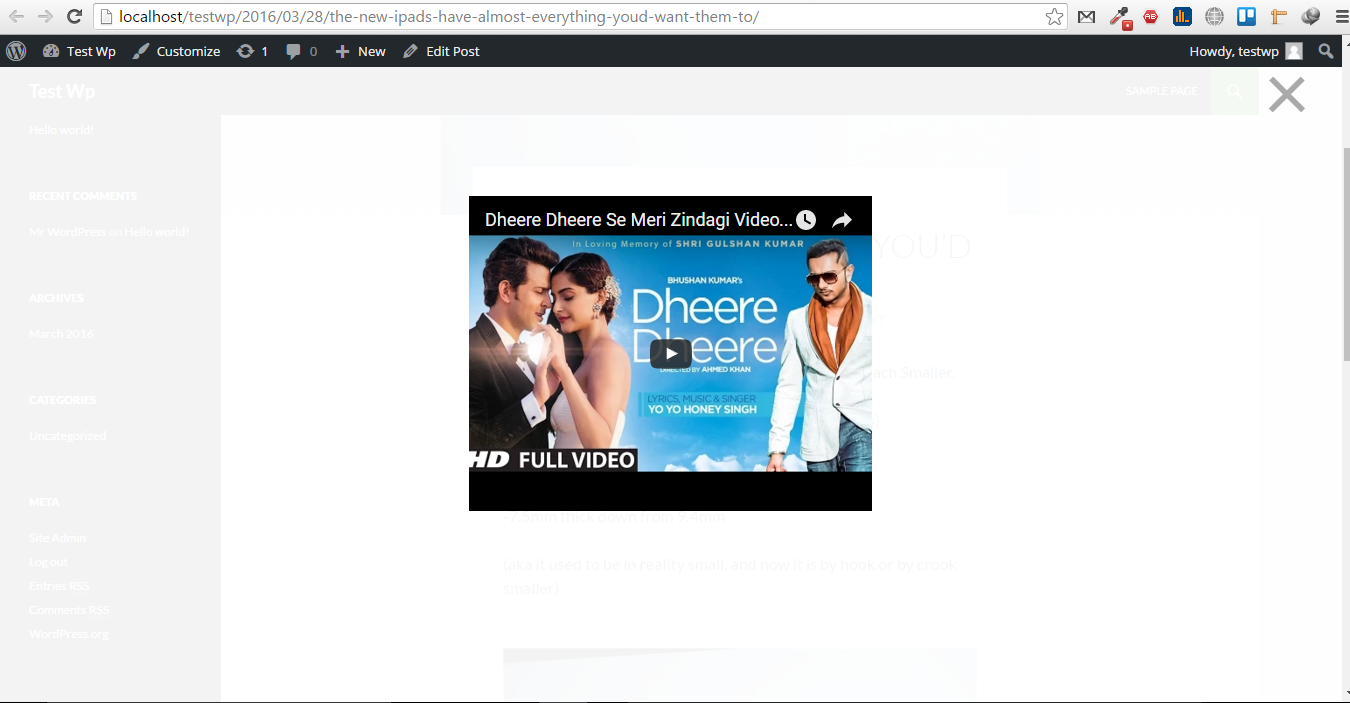 localhost/testwp/2016/03/28/the-new-ipads-have-almost-everything-youd-want-them-to/
ABP
Test Wp Customize 1 0 New Edit Post Howdy, testwp
Test Wp
SAMPLE PAGE
Hello world!
RECENT COMMENTS
Mr WordPress on Hello world!
ARCHIVES
March 2016
CATEGORIES
Uncategorized
META
Site Admin
Log out
Entries RSS
Comments RSS
WordPress.org
Dheere Dheere Se Meri Zindagi Video...
In Loving Memory of SHRI GULSHAN KUMAR
BHUSHAN KUMAR's
Dheere
Dheere
DIRECTED BY AHMED KHAN
LYRICS, MUSIC & SINGER
YO YO HONEY SINGH
HD FULL VIDEO
YOU'D
Smaller,
-7.5mm thick down from 9.4mm
(aka it used to be in reality small, and now it is by hook or by crook
smaller)